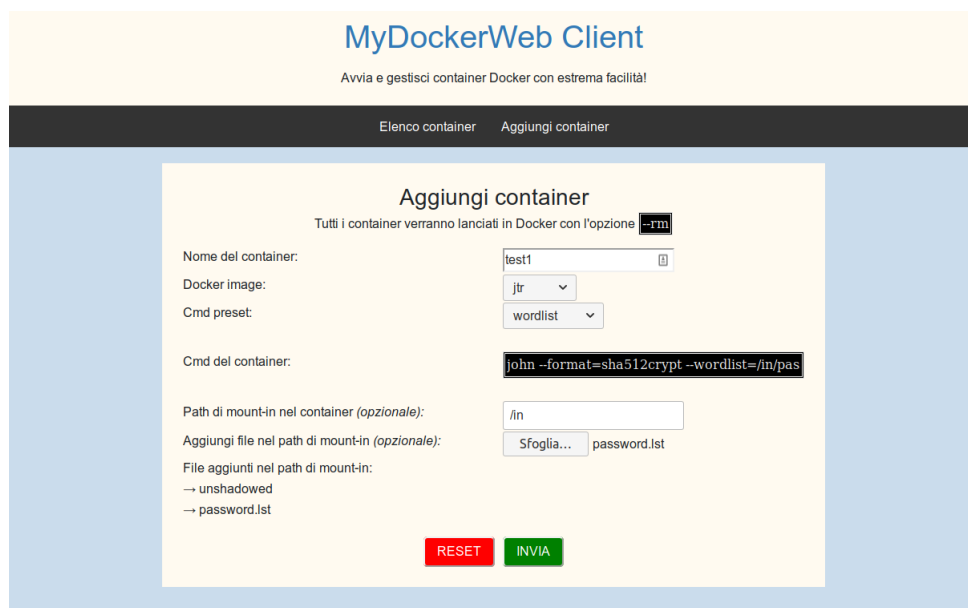 MyDockerWeb Client
Avvia e gestisci container Docker con estrema facilità!
Elenco container Aggiungi container
Aggiungi container
Tutti i container verranno lanciati in Docker con l'opzione --rm
Nome del container: test1
Docker image: jtr
Cmd preset: wordlist
Cmd del container: john --format=sha512crypt --wordlist=/in/pas
Path di mount-in nel container (opzionale): /in
Aggiungi file nel path di mount-in (opzionale): Sfoglia... password.lst
File aggiunti nel path di mount-in:
→ unshadowed
→ password.lst
RESET INVIA